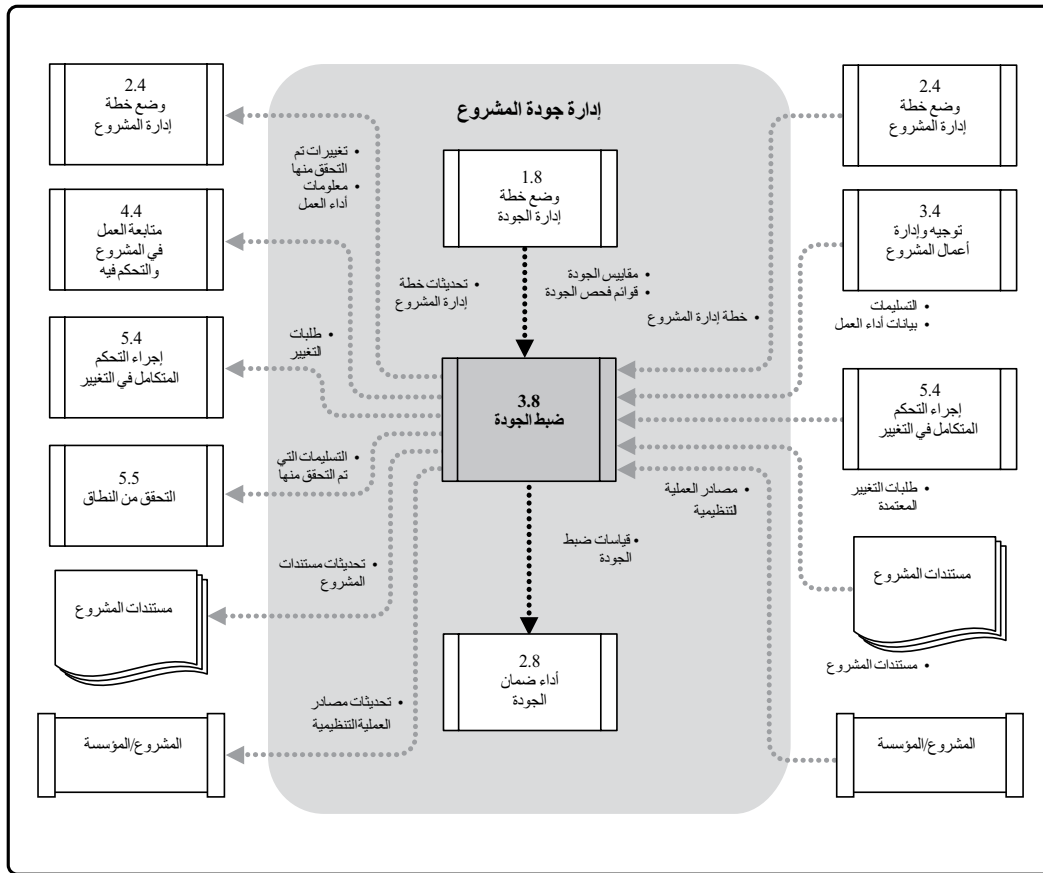 إدارة جودة المشروع
2.4
وضع خطة
إدارة المشروع
3.4
توجيه وإدارة
أعمال المشروع
• التسليمات
• بيانات أداء العمل
5.4
إجراء التحكم
المتكامل في التغيير
• طلبات التغيير
المعتمدة
مستندات المشروع
• مستندات المشروع
المشروع/المؤسسة
1.8
وضع خطة
إدارة الجودة
• مقاييس الجودة
• قوائم فحص الجودة
• خطة إدارة المشروع
3.8
ضبط الجودة
• مصادر العملية
التنظيمية
• قياسات ضبط
الجودة
2.8
أداء ضمان
الجودة
• تغييرات تم
التحقق منها
• معلومات
أداء العمل
• تحديثات خطة
إدارة المشروع
• طلبات
التغيير
• التسليمات التي
تم التحقق منها
• تحديثات مستندات
المشروع
• تحديثات مصادر
العملية التنظيمية
2.4
وضع خطة
إدارة المشروع
4.4
متابعة العمل
في المشروع
والتحكم فيه
5.4
إجراء التحكم
المتكامل في التغيير
5.5
التحقق من النطاق
مستندات المشروع
المشروع/المؤسسة